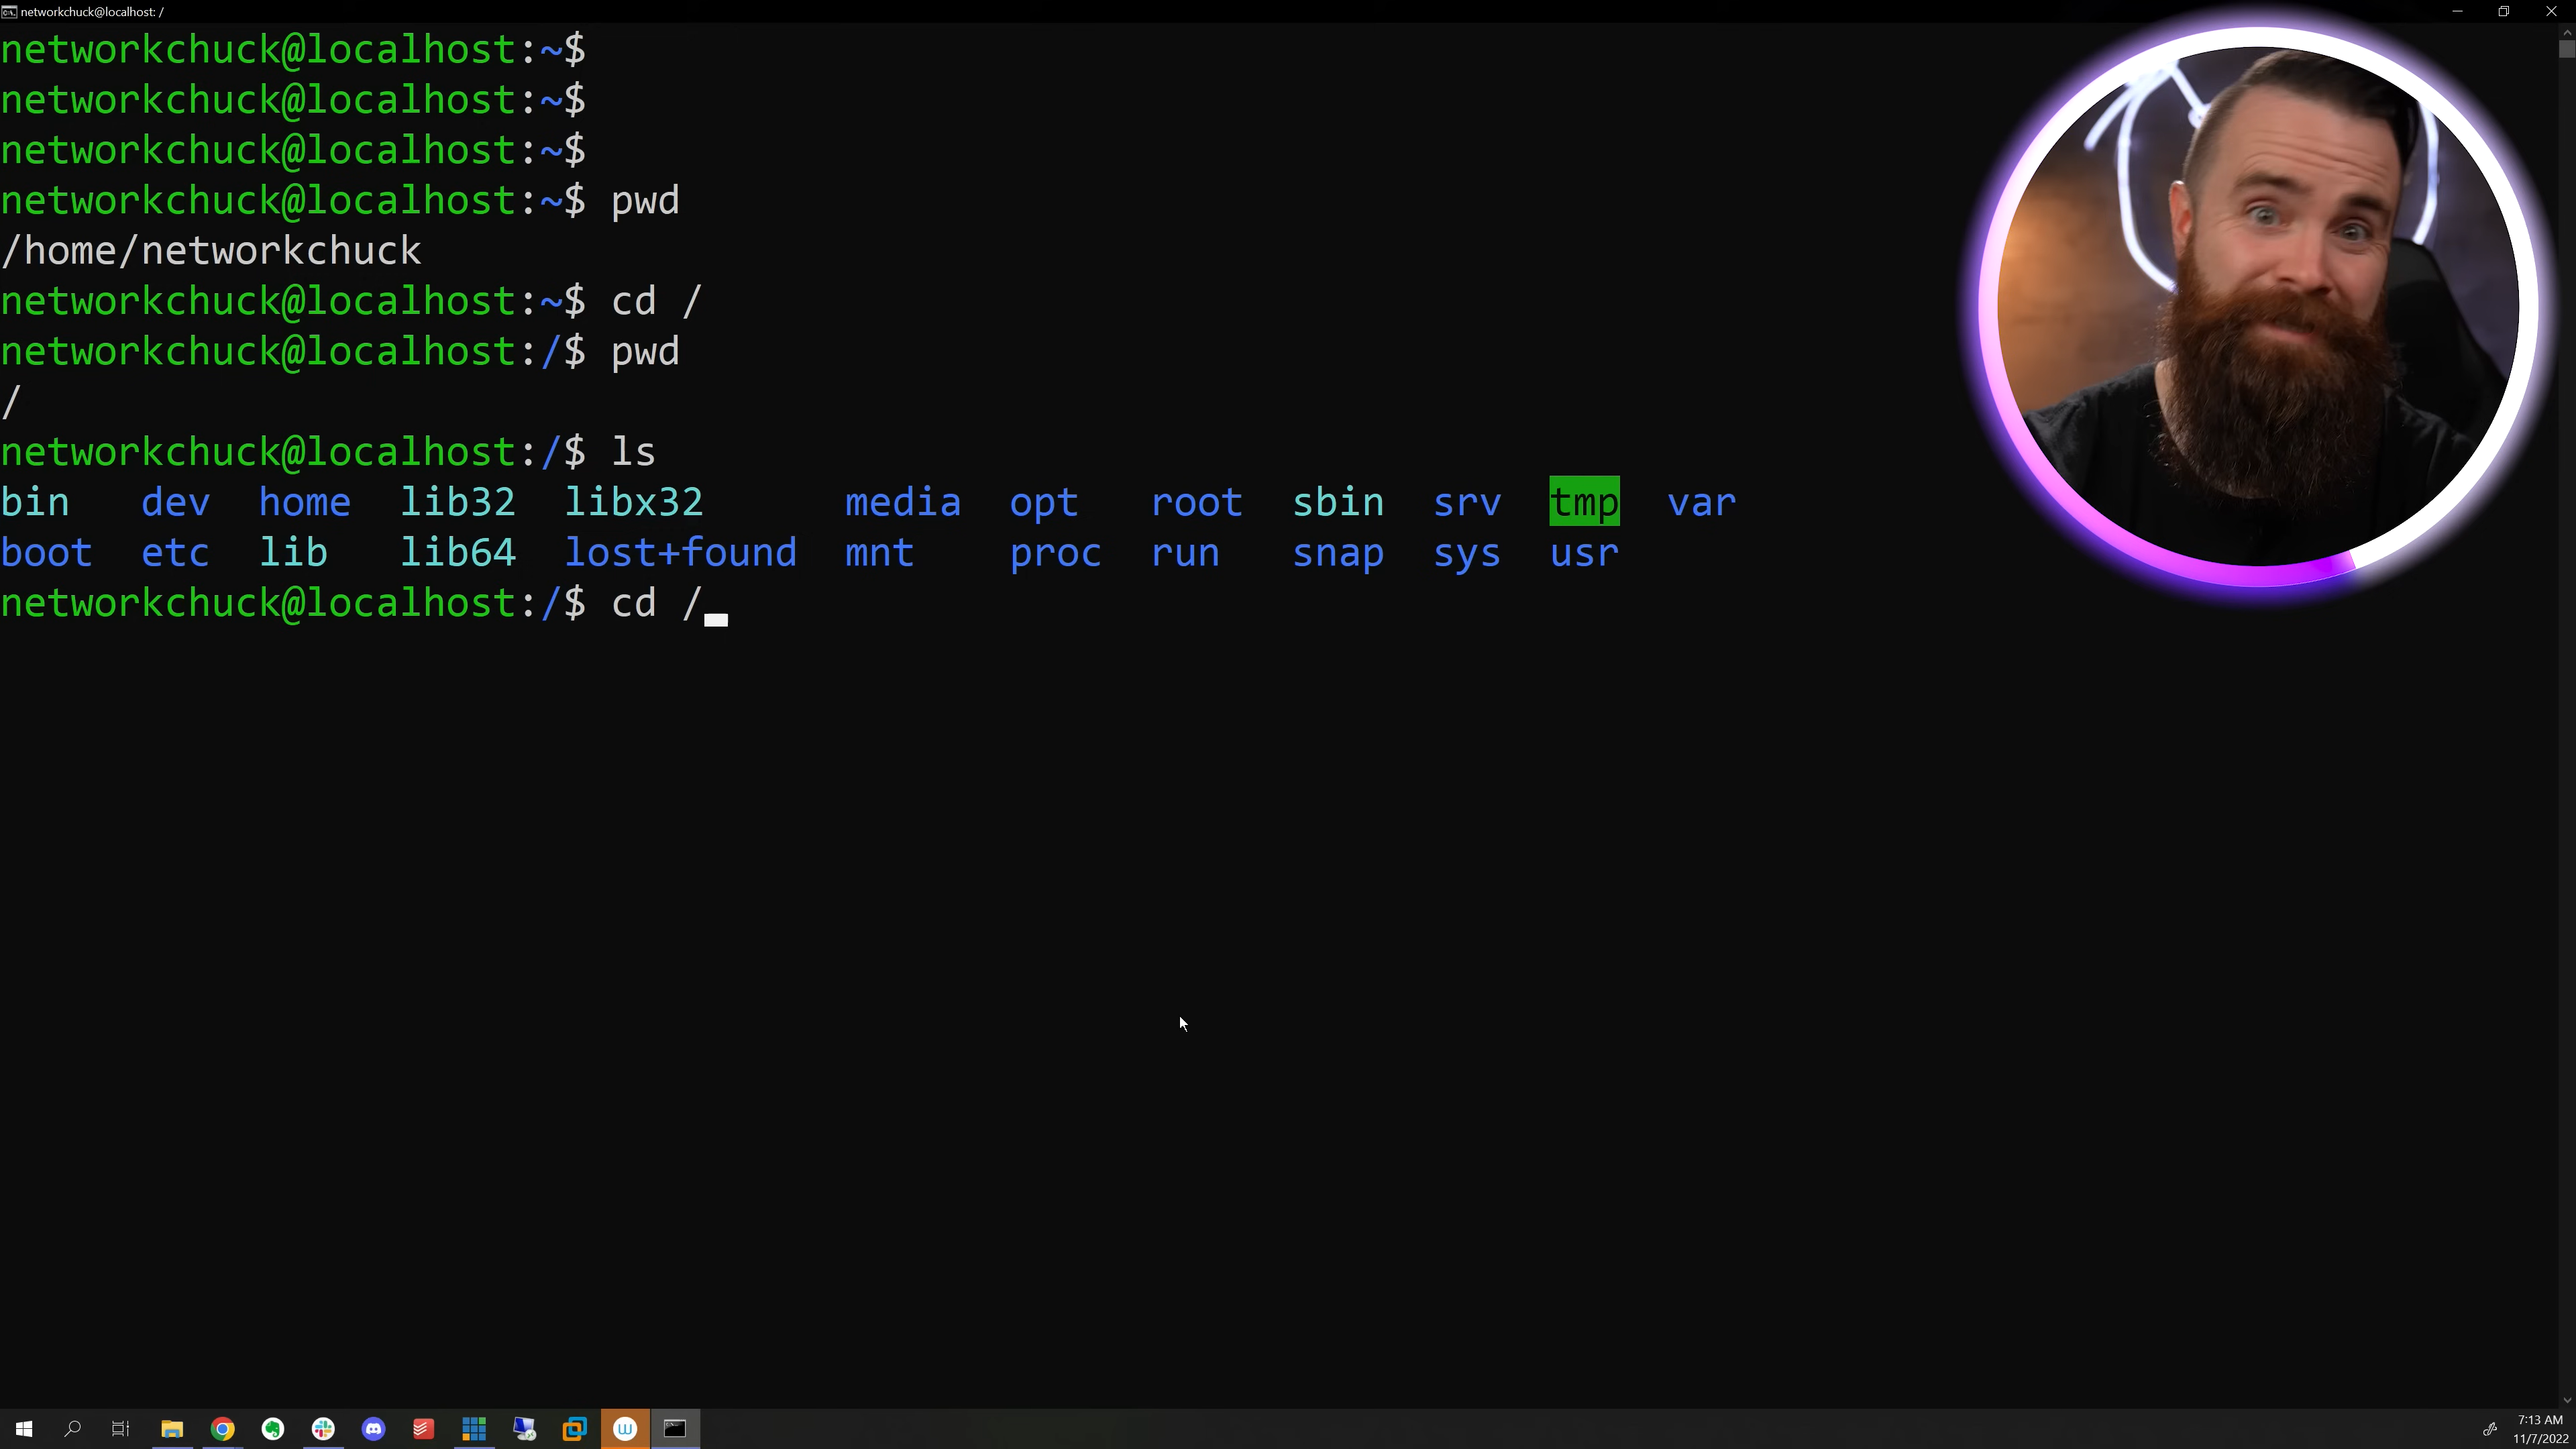 networkchuck@localhost: /
networkchuck@localhost:~$
networkchuck@localhost:~$
networkchuck@localhost:~$
networkchuck@localhost:~$ pwd
/home/networkchuck
networkchuck@localhost:~$ cd /
networkchuck@localhost:/$ pwd
/
networkchuck@localhost:/$ ls
bin dev home lib32 libx32 media opt root sbin srv tmp var
boot etc lib lib64 lost+found mnt proc run snap sys usr
networkchuck@localhost:/$ cd /
7:13 AM
11/7/2022